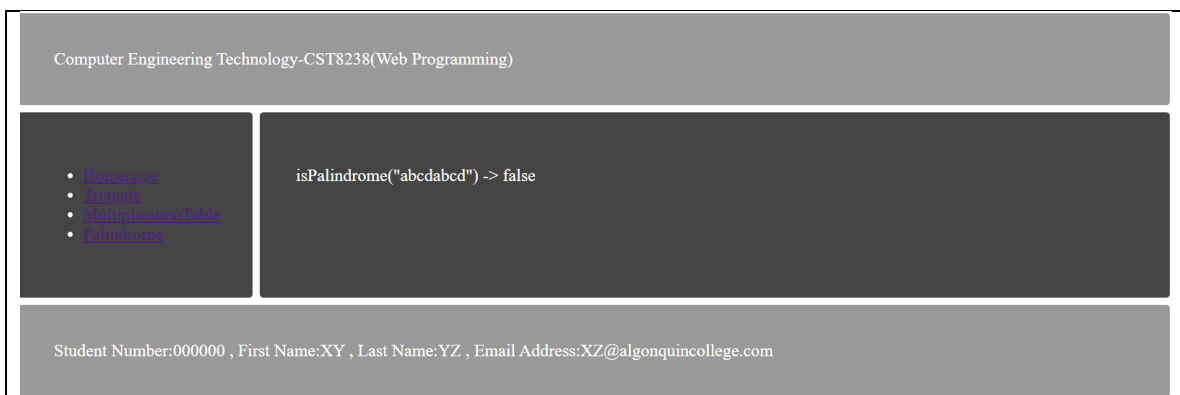 Computer Engineering Technology-CST8238(Web Programming)
Homepage
Triangle
MultiplicationTable
Palindrome
isPalindrome("abcdabcd") -> false
Student Number:000000 , First Name:XY , Last Name:YZ , Email Address:XZ@algonquincollege.com